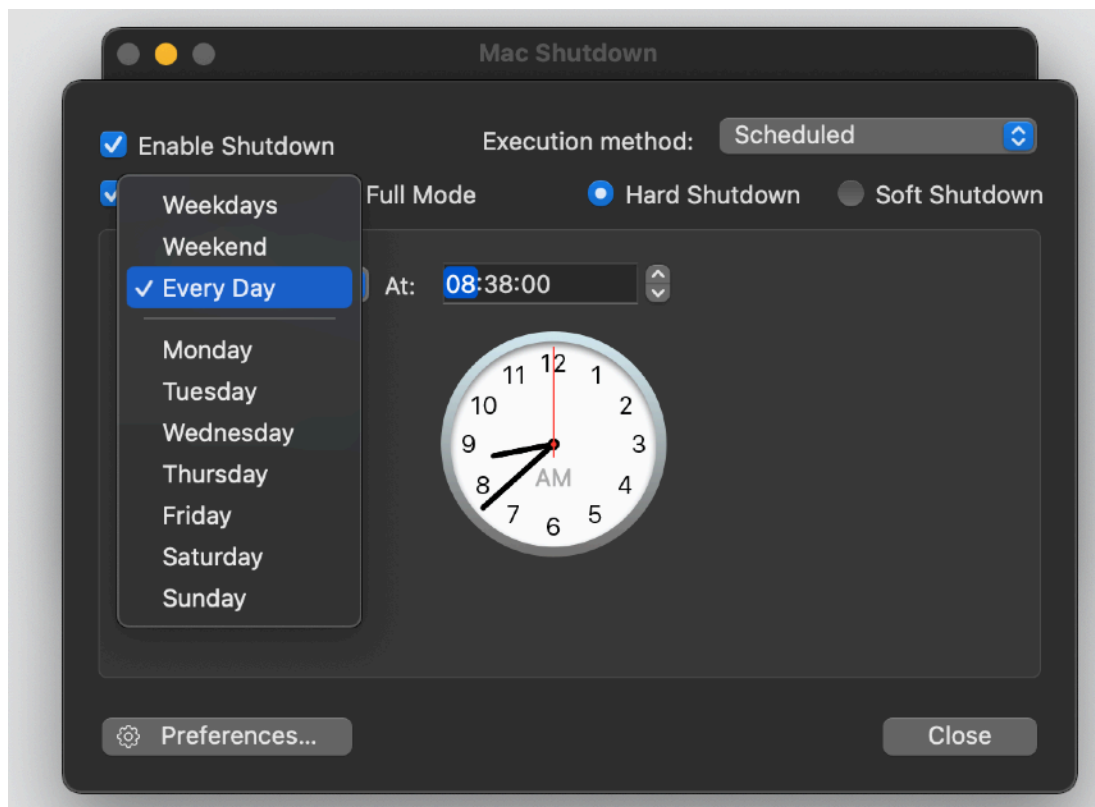 Mac Shutdown
Enable Shutdown
Execution method:
Scheduled
Full Mode
Hard Shutdown
Soft Shutdown
Weekdays
Weekend
Every Day
Monday
Tuesday
Wednesday
Thursday
Friday
Saturday
Sunday
At:
08:38:00
12
1
2
3
4
5
6
7
8
9
10
11
AM
Preferences...
Close